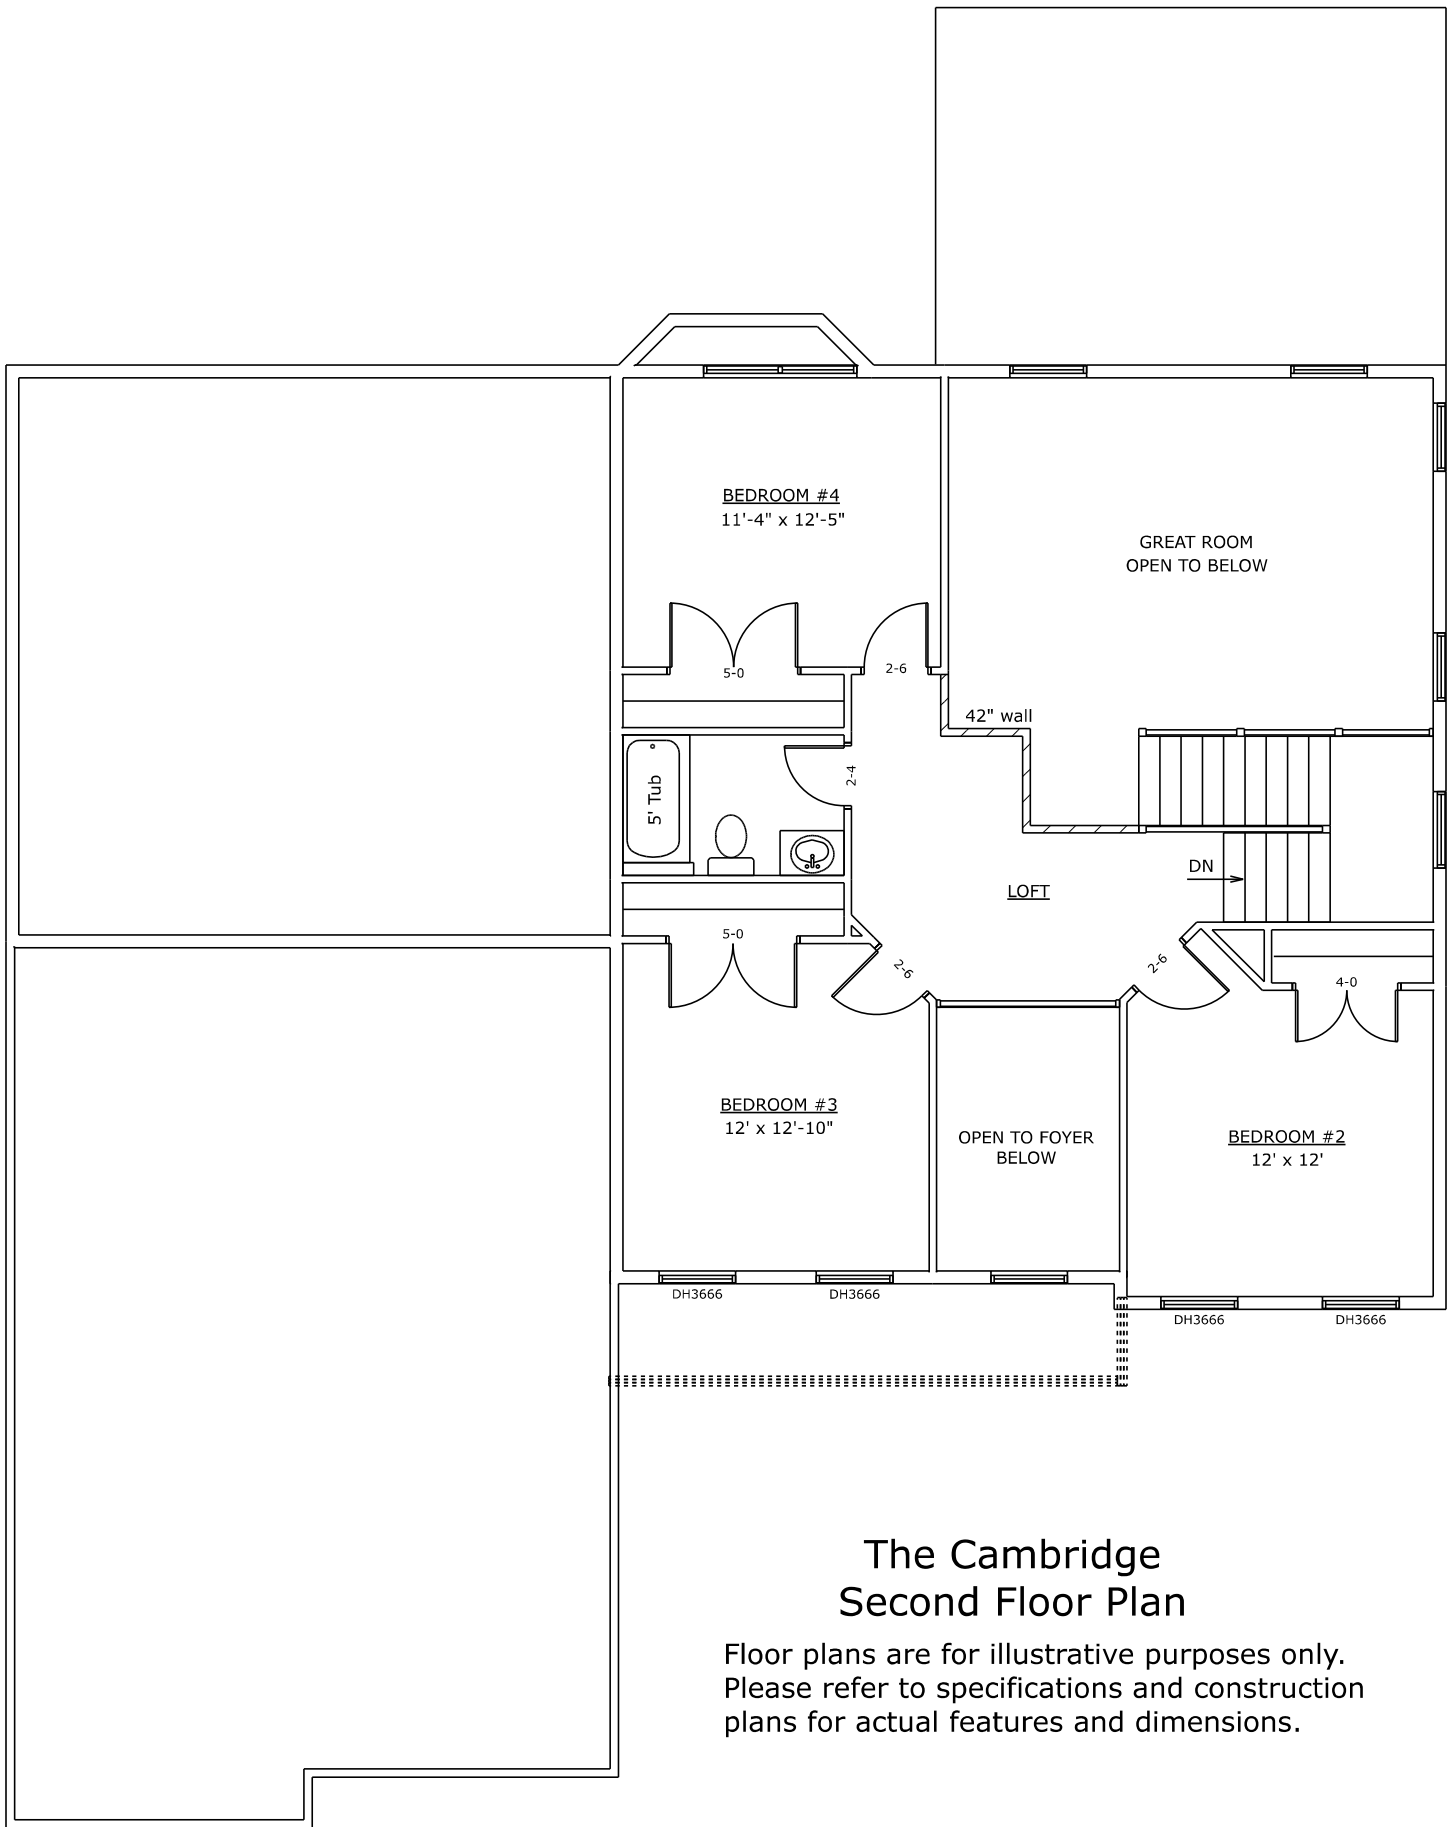 BEDROOM #4
11'-4" x 12'-5"
GREAT ROOM
OPEN TO BELOW
5-0
2-6
42" wall
5' Tub
2-4
DN
LOFT
5-0
2-6
2-6
4-0
BEDROOM #3
12' x 12'-10"
OPEN TO FOYER
BELOW
BEDROOM #2
12' x 12'
DH3666
DH3666
DH3666
DH3666
The Cambridge
Second Floor Plan
Floor plans are for illustrative purposes only.
Please refer to specifications and construction
plans for actual features and dimensions.